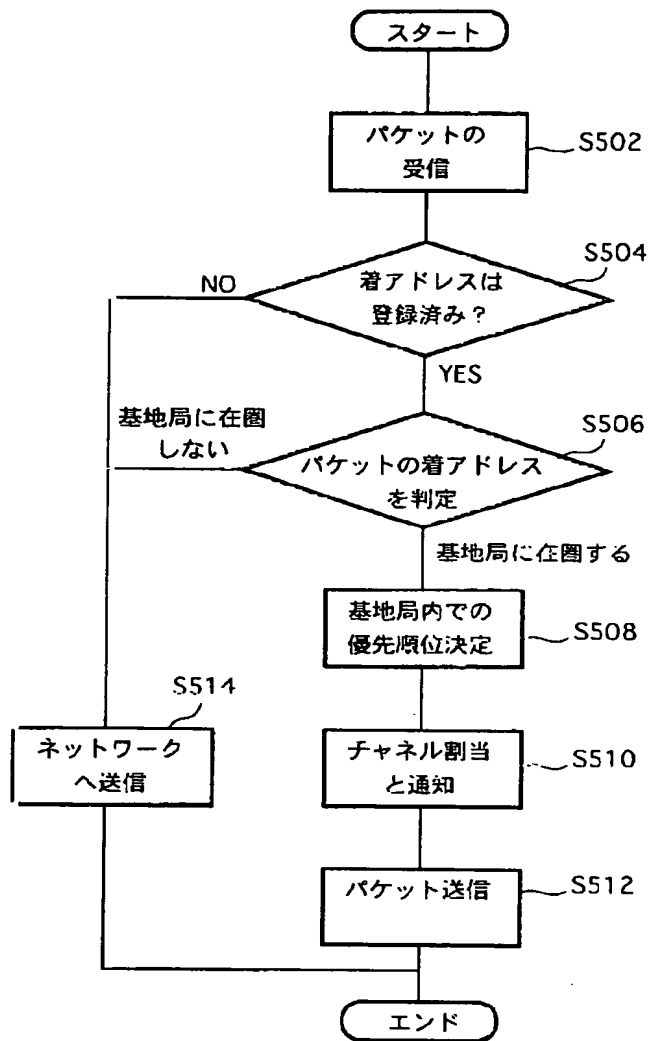 スタート
パケットの
受信
S502
着アドレスは
登録済み?
S504
NO
YES
基地局に在圏
しない
パケットの着アドレス
を判定
S506
基地局に在圏する
基地局内での
優先順位決定
S508
S514
ネットワーク
へ送信
チャネル割当
と通知
S510
パケット送信
S512
エンド